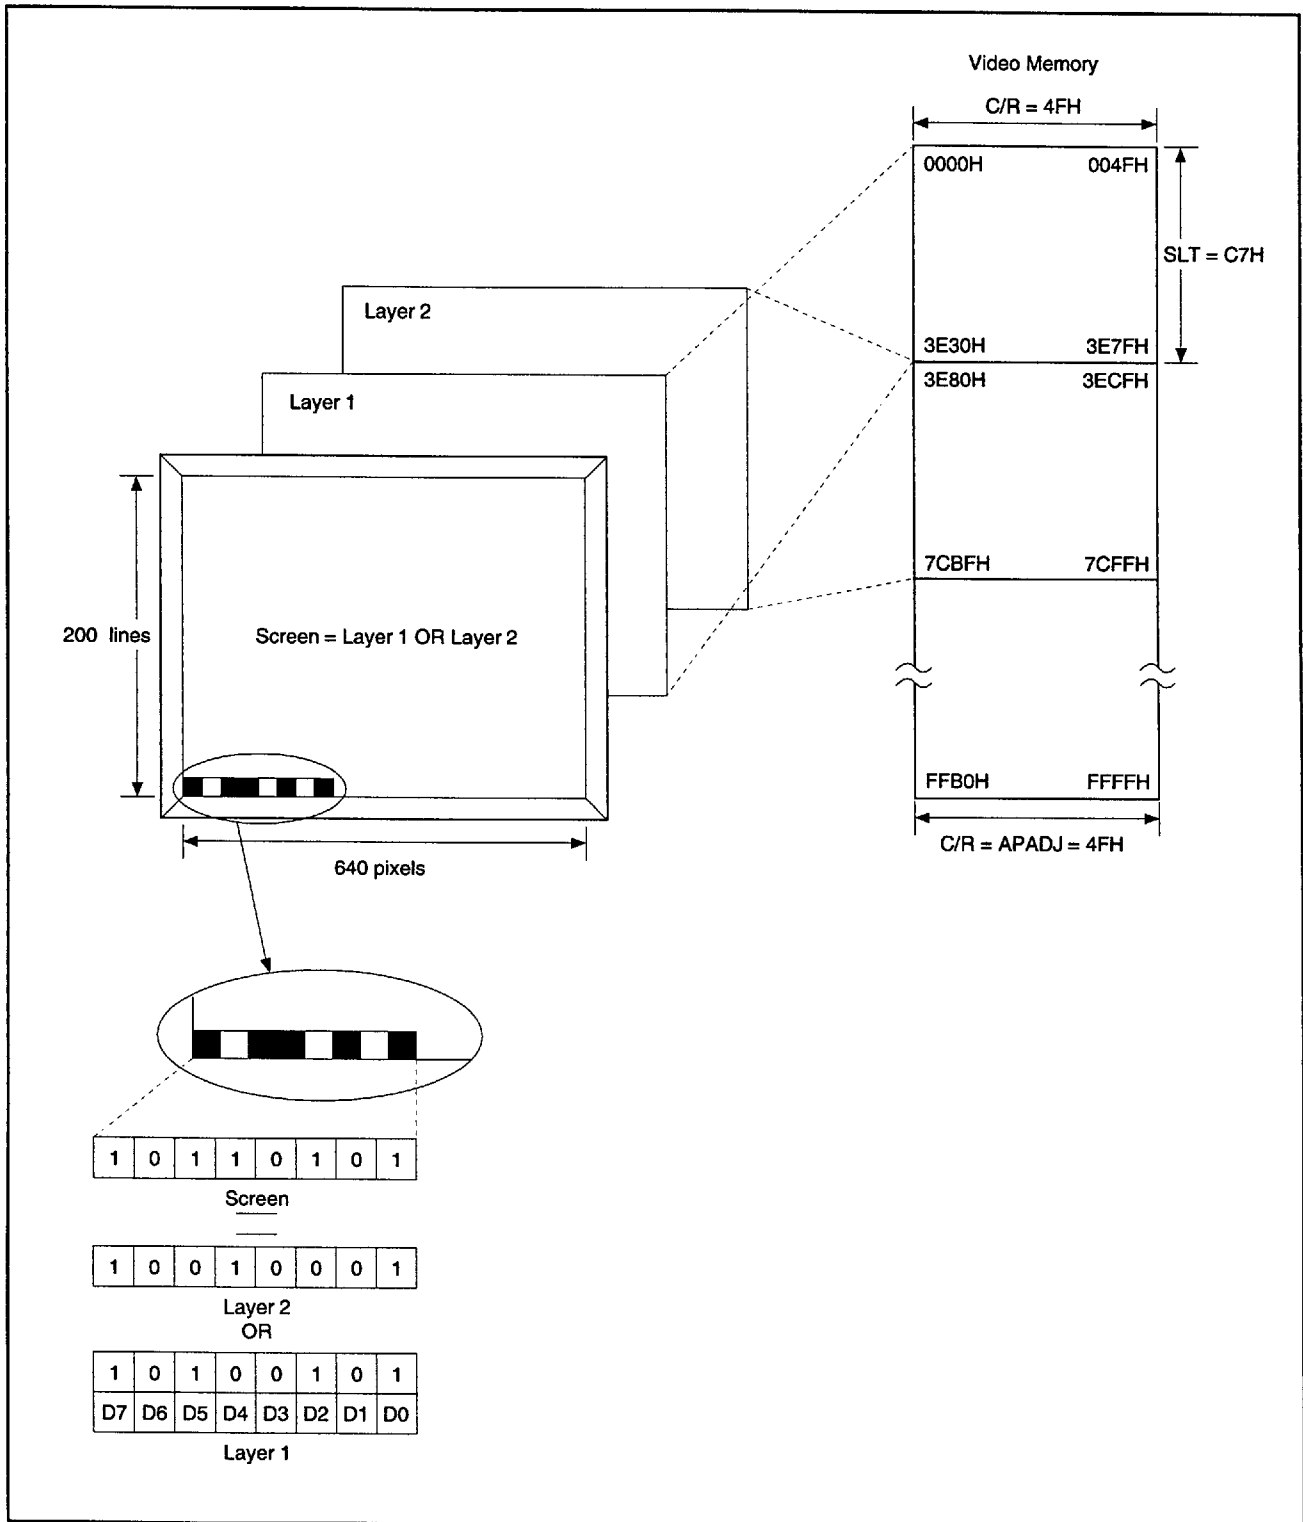 Video Memory
C/R = 4FH
0000H 004FH
SLT = C7H
3E30H 3E7FH
3E80H 3ECFH
7CBFH 7CFFH
FFB0H FFFFH
C/R = APADJ = 4FH
Layer 2
Layer 1
200 lines
Screen = Layer 1 OR Layer 2
640 pixels
1 0 1 1 0 1 0 1
Screen
=
1 0 0 1 0 0 0 1
Layer 2
OR
1 0 1 0 0 1 0 1
D7 D6 D5 D4 D3 D2 D1 D0
Layer 1